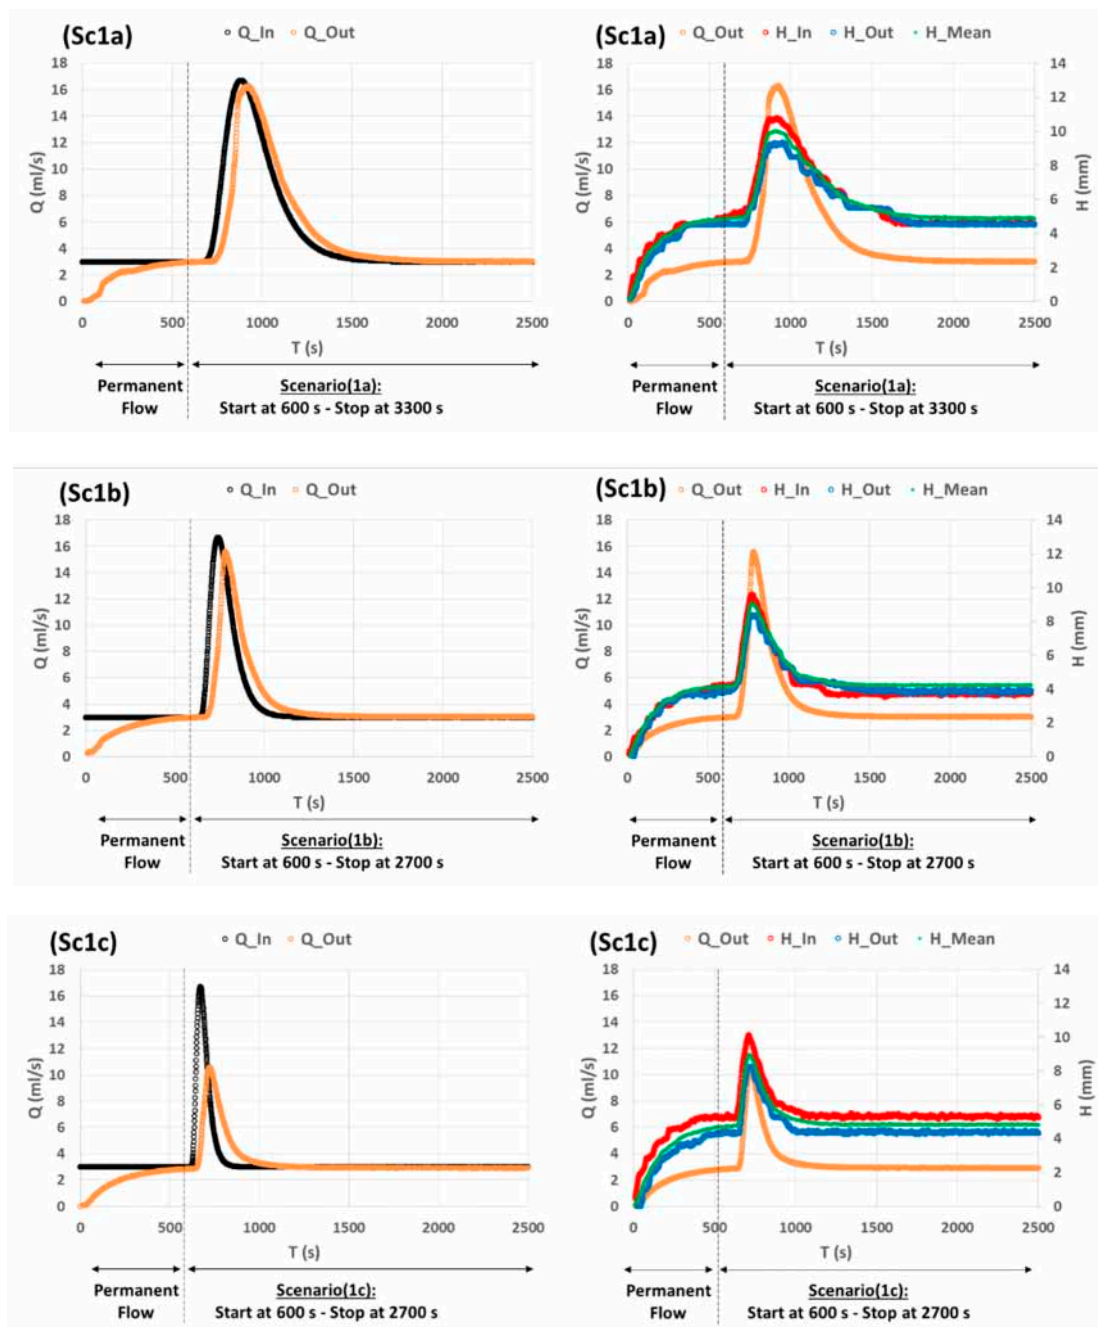 (Sc1a)
Q_In Q_Out
18
16
14
12
10
8
6
4
2
0
Q (ml/s)
0 500 1000 1500 2000 2500
T (s)
Permanent
Flow
Scenario(1a):
Start at 600 s - Stop at 3300 s
(Sc1a)
Q_Out H_In H_Out H_Mean
18
16
14
12
10
8
6
4
2
0
Q (ml/s)
14
12
10
8
6
4
2
0
H (mm)
0 500 1000 1500 2000 2500
T (s)
Permanent
Flow
Scenario(1a):
Start at 600 s - Stop at 3300 s
(Sc1b)
Q_In Q_Out
18
16
14
12
10
8
6
4
2
0
Q (ml/s)
0 500 1000 1500 2000 2500
T (s)
Permanent
Flow
Scenario(1b):
Start at 600 s - Stop at 2700 s
(Sc1b)
Q_Out H_In H_Out H_Mean
18
16
14
12
10
8
6
4
2
0
Q (ml/s)
14
12
10
8
6
4
2
0
H (mm)
0 500 1000 1500 2000 2500
T (s)
Permanent
Flow
Scenario(1b):
Start at 600 s - Stop at 2700 s
(Sc1c)
Q_In Q_Out
18
16
14
12
10
8
6
4
2
0
Q (ml/s)
0 500 1000 1500 2000 2500
T (s)
Permanent
Flow
Scenario(1c):
Start at 600 s - Stop at 2700 s
(Sc1c)
Q_Out H_In H_Out H_Mean
18
16
14
12
10
8
6
4
2
0
Q (ml/s)
14
12
10
8
6
4
2
0
H (mm)
0 500 1000 1500 2000 2500
T (s)
Permanent
Flow
Scenario(1c):
Start at 600 s - Stop at 2700 s